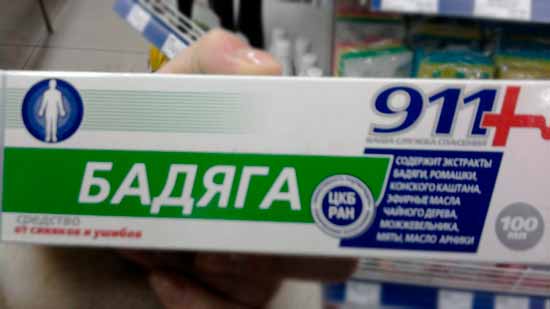 911+
ВАША СЛУЖБА СПАСЕНИЯ
БАДЯГА
средство
от синяков и ушибов
ЦКБ
РАН
СОДЕРЖИТ ЭКСТРАКТЫ
БАДЯГИ, РОМАШКИ,
КОНСКОГО КАШТАНА,
ЭФИРНЫЕ МАСЛА
ЧАЙНОГО ДЕРЕВА,
МОЖЖЕВЕЛЬНИКА,
МЯТЫ, МАСЛО АРНИКИ
100
мл